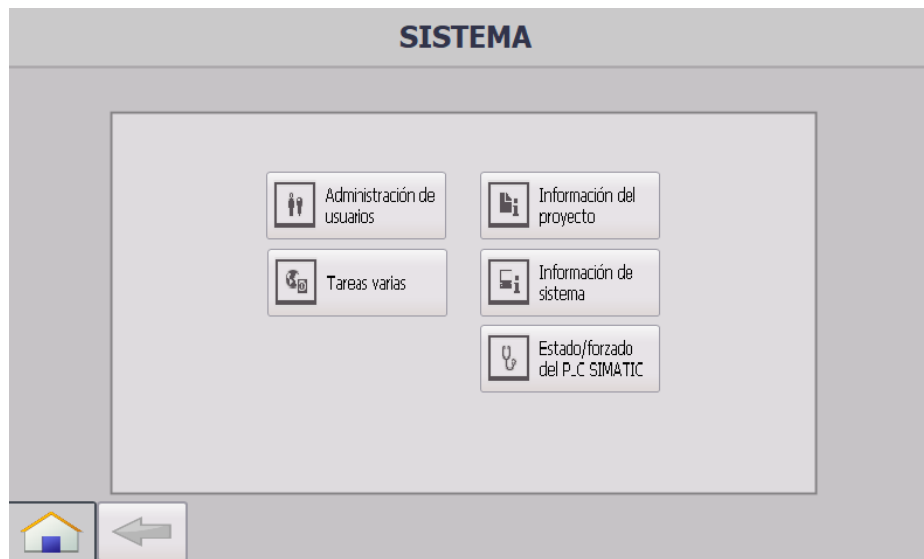 SISTEMA
Administración de
usuarios
Información del
proyecto
Tareas varias
Información de
sistema
Estado/forzado
del PLC SIMATIC